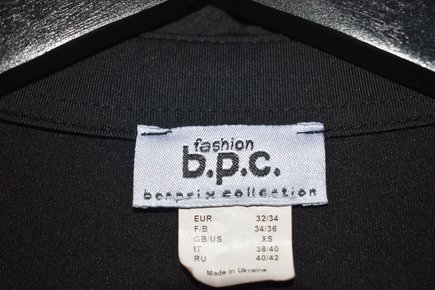 fashion
b.p.c.
bonprix collection
EUR 32/34
F/B 34/36
GB/US XS
IT 38/40
RU 40/42
Made in Ukraine